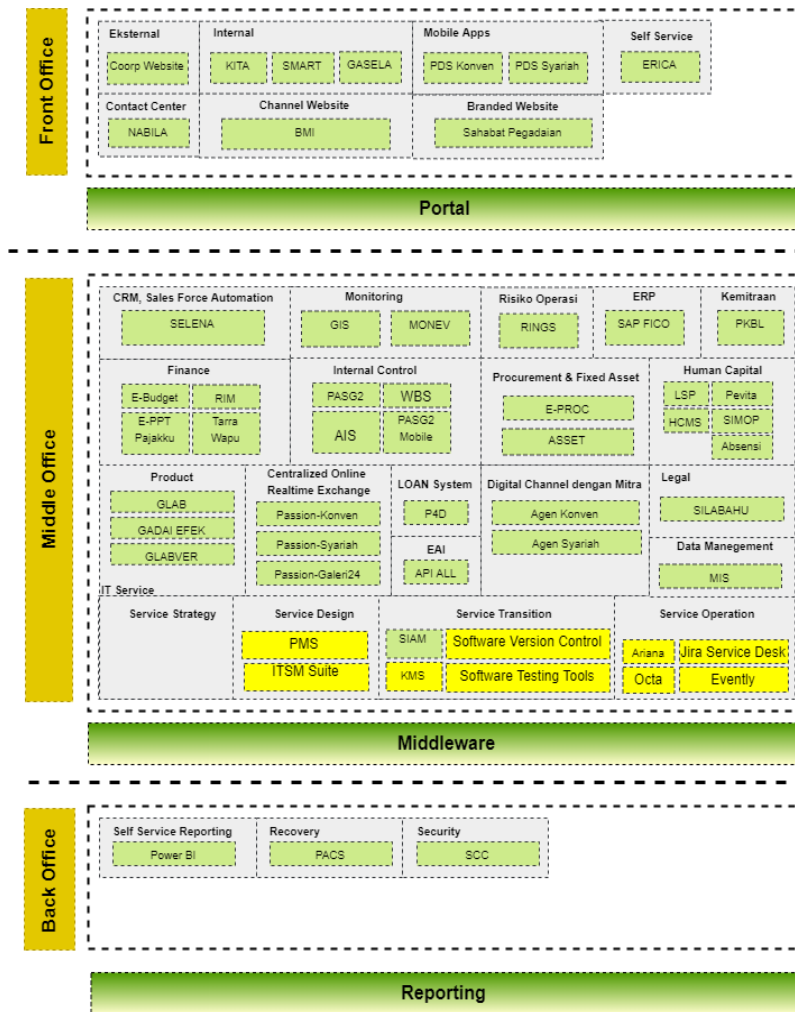 Front Office
Eksternal
Internal
Mobile Apps
Self Service
Coorp Website
KITA
SMART
GASELA
PDS Konven
PDS Syariah
ERICA
Contact Center
Channel Website
Branded Website
NABILA
BMI
Sahabat Pegadaian
Portal
Middle Office
CRM, Sales Force Automation
Monitoring
Risiko Operasi
ERP
Kemitraan
SELENA
GIS
MONEV
RINGS
SAP FICO
PKBL
Finance
Internal Control
Procurement & Fixed Asset
Human Capital
E-Budget
RIM
E-PPT
Pajakku
Tarra
Wapu
PASG2
WBS
AIS
PASG2
Mobile
E-PROC
ASSET
LSP
Pevita
HCMS
SIMOP
Absensi
Product
Centralized Online
Realtime Exchange
LOAN System
Digital Channel dengan Mitra
Legal
GLAB
GADAI EFEK
GLABVER
Passion-Konven
Passion-Syariah
Passion-Galeri24
P4D
EAI
API ALL
Agen Konven
Agen Syariah
SILABAHU
Data Manegement
MIS
IT Service
Service Strategy
Service Design
Service Transition
Service Operation
PMS
ITSM Suite
SIAM
Software Version Control
KMS
Software Testing Tools
Ariana
Jira Service Desk
Octa
Evently
Middleware
Back Office
Self Service Reporting
Recovery
Security
Power BI
PACS
SCC
Reporting